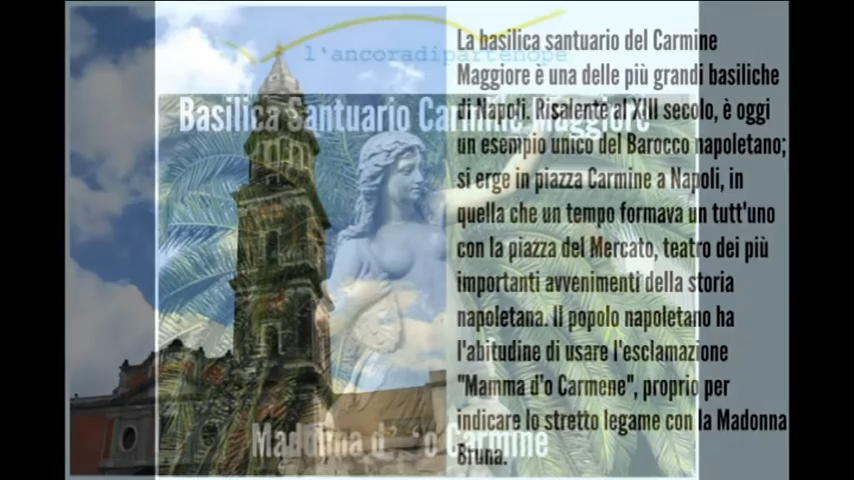 l'ancoradipartenope
Basilica Santuario Carmine Maggiore
Madonna d' 'o Carmine
La basilica santuario del Carmine
Maggiore è una delle più grandi basiliche
di Napoli. Risalente al XIII secolo, è oggi
un esempio unico del Barocco napoletano;
si erge in piazza Carmine a Napoli, in
quella che un tempo formava un tutt'uno
con la piazza del Mercato, teatro dei più
importanti avvenimenti della storia
napoletana. Il popolo napoletano ha
l'abitudine di usare l'esclamazione
"Mamma d'o Carmene", proprio per
indicare lo stretto legame con la Madonna
Bruna.